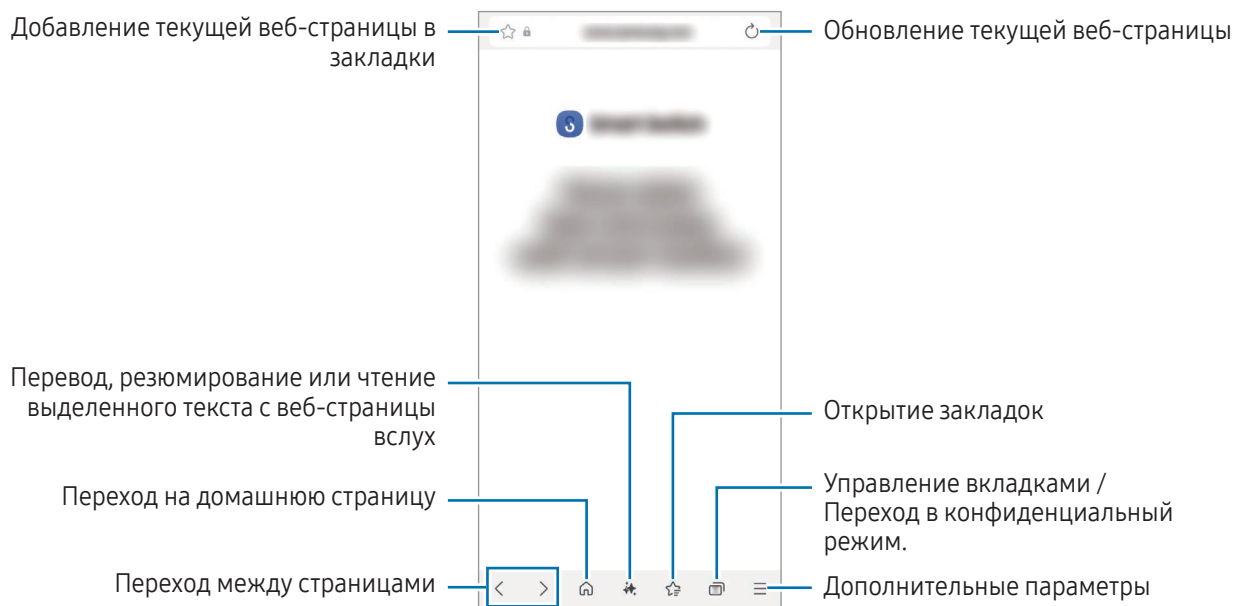 Добавление текущей веб-страницы в
закладки
Обновление текущей веб-страницы
Перевод, резюмирование или чтение
выделенного текста с веб-страницы
вслух
Открытие закладок
Переход на домашнюю страницу
Управление вкладками /
Переход в конфиденциальный
режим.
Переход между страницами
Дополнительные параметры